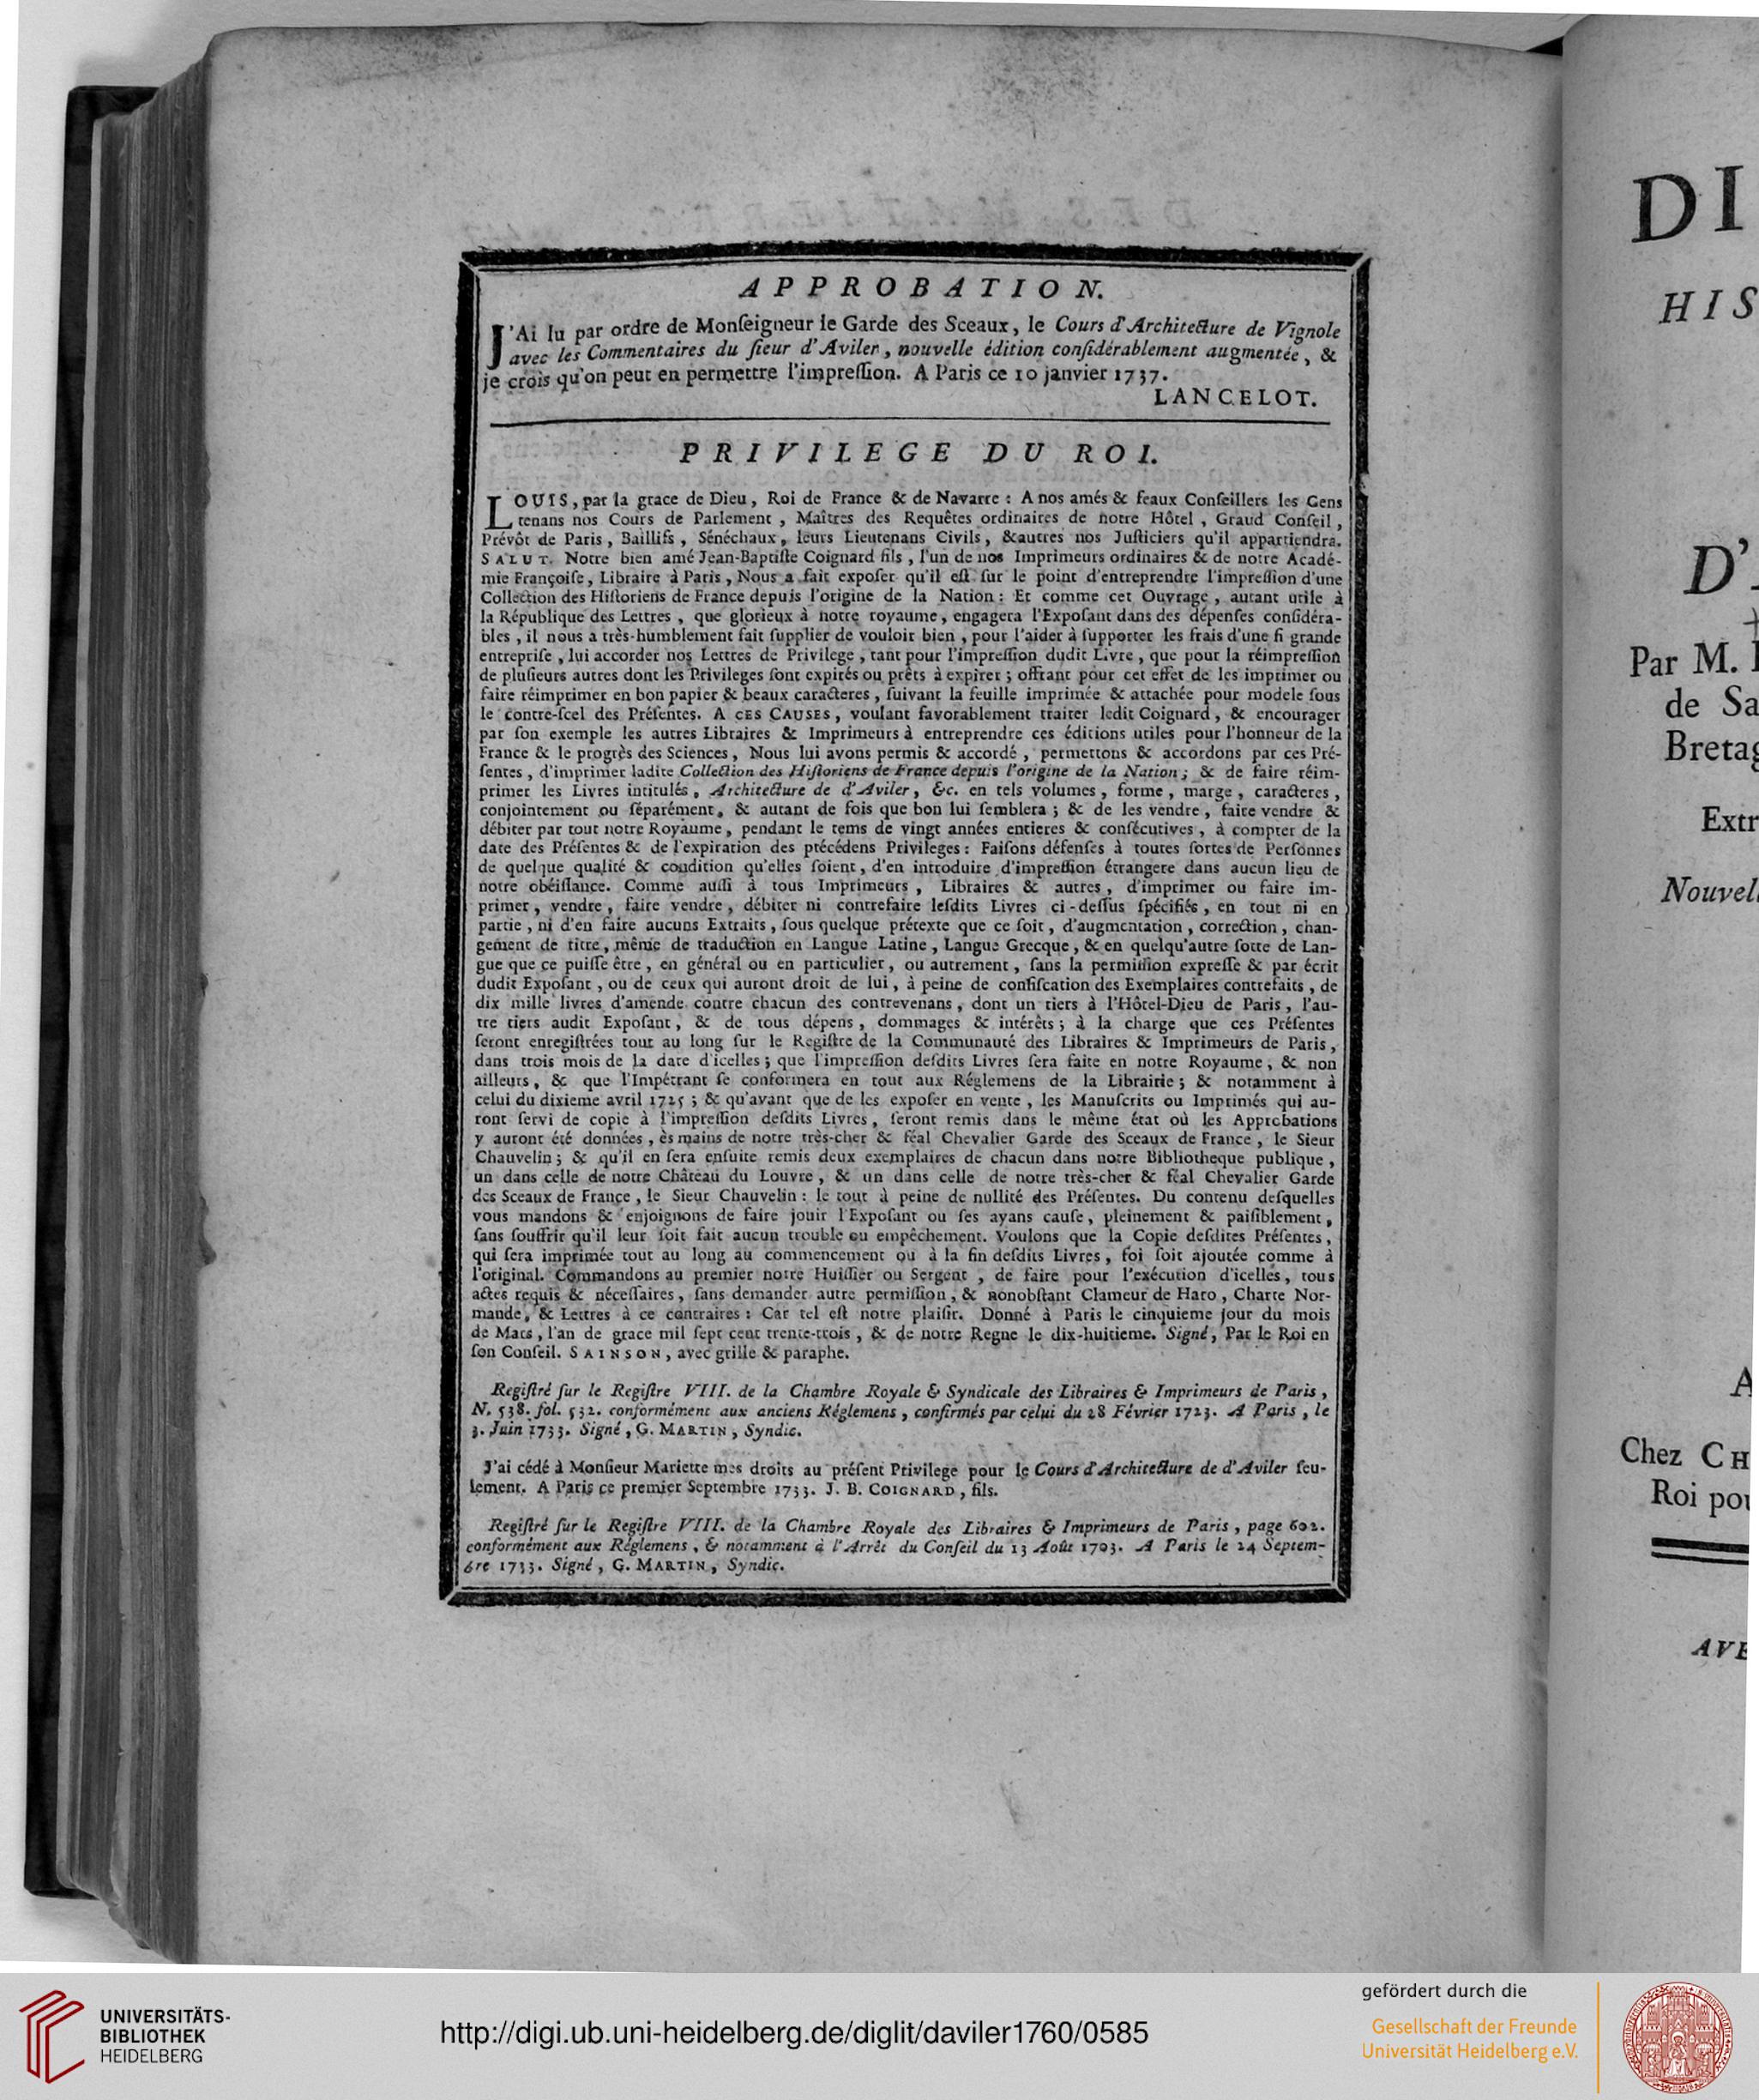 APPROBATION.
J'Ai lu par ordre de Monſeigneur le Garde des Sceaux, le Cours d'Architecture de Vignole
avec les Commentaires du ſieur d'Aviler, nouvelle édition conſidérablement augmentée, &
je crois qu'on peut en permettre l'impreſſion. A Paris ce 10 janvier 1737.
LANCELOT.
PRIVILEGE DU ROI.
LOUIS, par la grace de Dieu, Roi de France & de Navarre : A nos amés & feaux Conſeillers les Gens
tenans nos Cours de Parlement, Maîtres des Requêtes ordinaires de notre Hôtel, Graud Conſeil,
Prévôt de Paris, Baillifs, Sénéchaux, leurs Lieutenans Civils, &autres nos Juſticiers qu'il appartiendra.
SALUT. Notre bien amé Jean-Baptiſte Coignard fils, l'un de nos Imprimeurs ordinaires & de notre Acadé-
mie Françoiſe, Libraire à Paris, Nous a fait expoſer qu'il eſt ſur le point d'entreprendre l'impreſſion d'une
Collection des Hiſtoriens de France depuis l'origine de la Nation : Et comme cet Ouvrage, autant utile à
la République des Lettres, que glorieux à notre royaume, engagera l'Expoſant dans des dépenſes conſidéra-
bles, il nous a très-humblement fait ſupplier de vouloir bien, pour l'aider à ſupporter les frais d'une ſi grande
entrepriſe, lui accorder nos Lettres de Privilege, tant pour l'impreſſion dudit Livre, que pour la réimpreſſion
de pluſieurs autres dont les Privileges ſont expirés ou prêts à expirer ; offrant pour cet effet de les imprimer ou
faire réimprimer en bon papier & beaux caracteres, ſuivant la feuille imprimée & attachée pour modele ſous
le contre-ſcel des Préſentes. A CES CAUSES, voulant favorablement traiter ledit Coignard, & encourager
par ſon exemple les autres Libraires & Imprimeurs à entreprendre ces éditions utiles pour l'honneur de la
France & le progrès des Sciences, Nous lui avons permis & accordé, permettons & accordons par ces Pré-
ſentes, d'imprimer ladite Collection des Hiſtoriens de France depuis l'origine de la Nation ; & de faire réim-
primer les Livres intitulés, Architecture de d'Aviler, &c. en tels volumes, forme, marge, caracteres,
conjointement ou ſéparément, & autant de fois que bon lui ſemblera ; & de les vendre, faire vendre &
débiter par tout notre Royaume, pendant le tems de vingt années entieres & conſécutives, à compter de la
date des Préſentes & de l'expiration des précédens Privileges : Faiſons défenſes à toutes ſortes de Perſonnes
de quelque qualité & condition qu'elles ſoient, d'en introduire d'impreſſion étrangere dans aucun lieu de
notre obéiſſance. Comme auſſi à tous Imprimeurs, Libraires & autres, d'imprimer ou faire im-
primer, vendre, faire vendre, débiter ni contrefaire leſdits Livres ci-deſſus ſpécifiés, en tout ni en
partie, ni d'en faire aucuns Extraits, ſous quelque prétexte que ce ſoit, d'augmentation, correction, chan-
gement de titre, même de traduction en Langue Latine, Langue Grecque, & en quelqu'autre ſorte de Lan-
gue que ce puiſſe être, en général ou en particulier, ou autrement, ſans la permiſſion expreſſe & par écrit
dudit Expoſant, ou de ceux qui auront droit de lui, à peine de confiſcation des Exemplaires contrefaits, de
dix mille livres d'amende contre chacun des contrevenans, dont un tiers à l'Hôtel-Dieu de Paris, l'au-
tre tiers audit Expoſant, & de tous dépens, dommages & intérêts ; à la charge que ces Préſentes
ſeront enregiſtrées tout au long ſur le Regiſtre de la Communauté des Libraires & Imprimeurs de Paris,
dans trois mois de la date d'icelles ; que l'impreſſion deſdits Livres ſera faite en notre Royaume, & non
ailleurs, & que l'Impétrant ſe conformera en tout aux Réglemens de la Librairie ; & notamment à
celui du dixieme avril 1725 ; & qu'avant que de les expoſer en vente, les Manuſcrits ou Imprimés qui au-
ront ſervi de copie à l'impreſſion deſdits Livres, ſeront remis dans le même état où les Approbations
y auront été données, ès mains de notre très-cher & féal Chevalier Garde des Sceaux de France, le Sieur
Chauvelin ; & qu'il en ſera enſuite remis deux exemplaires de chacun dans notre Bibliotheque publique,
un dans celle de notre Château du Louvre, & un dans celle de notre très-cher & féal Chevalier Garde
des Sceaux de France, le Sieur Chauvelin : le tout à peine de nullité des Préſentes. Du contenu deſquelles
vous mandons & enjoignons de faire jouir l'Expoſant ou ſes ayans cauſe, pleinement & paiſiblement,
ſans ſouffrir qu'il leur ſoit fait aucun trouble ou empêchement. Voulons que la Copie deſdites Préſentes,
qui ſera imprimée tout au long au commencement ou à la fin deſdits Livres, foi ſoit ajoutée comme à
l'original. Commandons au premier notre Huiſſier ou Sergent, de faire pour l'exécution d'icelles, tous
actes requis & néceſſaires, ſans demander autre permiſſion, & nonobſtant Clameur de Haro, Charte Nor-
mande, & Lettres à ce contraires : Car tel eſt notre plaiſir. Donné à Paris le cinquieme jour du mois
de Mars, l'an de grace mil ſept cent trente-trois, & de notre Regne le dix-huitieme. Signé, Par le Roi en
ſon Conſeil. SAINSON, avec grille & paraphe.
Regiſtré ſur le Regiſtre VIII. de la Chambre Royale & Syndicale des Libraires & Imprimeurs de Paris,
N. 538. fol. 532. conformément aux anciens Réglemens, confirmés par celui du 28 Février 1723. A Paris, le
3. Juin 1733. Signé, G. MARTIN, Syndic.
J'ai cédé à Monſieur Mariette mes droits au préſent Privilege pour le Cours d'Architecture de d'Aviler ſeu-
lement. A Paris ce premier Septembre 1733. J. B. COIGNARD, fils.
Regiſtré ſur le Regiſtre VIII. de la Chambre Royale des Libraires & Imprimeurs de Paris, page 602.
conformément aux Réglemens, & notamment à l'Arrêt du Conſeil du 13 Août 1703. A Paris le 24 Septem-
bre 1733. Signé, G. MARTIN, Syndic.
DI
HIS
D'
Par M.
de Sa
Bretag
Extr
Nouvel
A
Chez CH
Roi pou
AVE
UNIVERSITÄTS-
BIBLIOTHEK
HEIDELBERG
http://digi.ub.uni-heidelberg.de/diglit/daviler1760/0585
gefördert durch die
Gesellschaft der Freunde
Universität Heidelberg e.V.